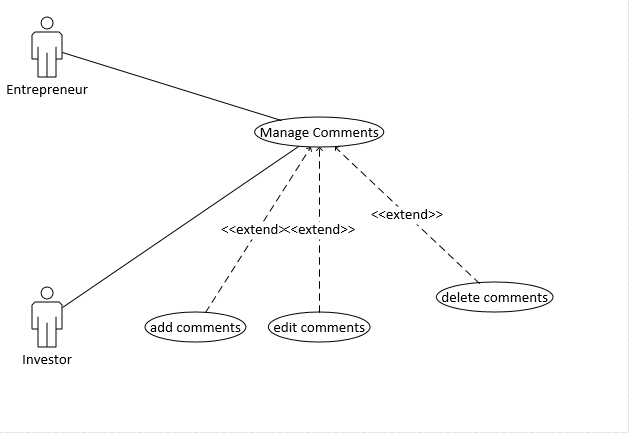 Entrepreneur
Manage Comments
<<extend>>
<<extend>>
<<extend>>
delete comments
add comments
edit comments
Investor